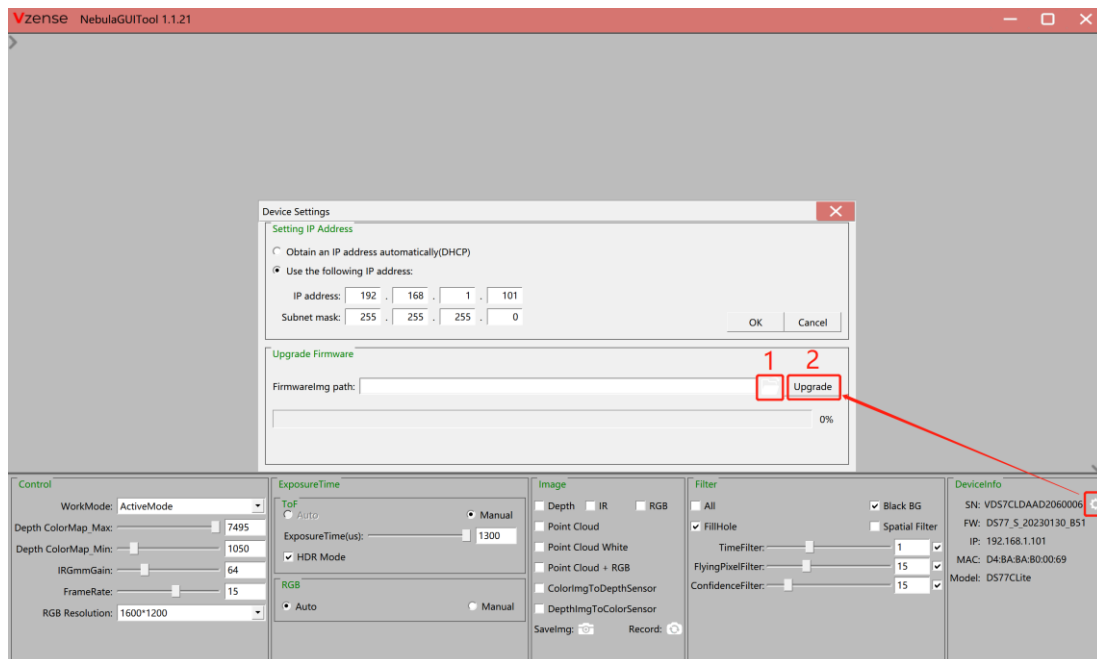 Vzense NebulaGUITool 1.1.21
Device Settings
Setting IP Address
Obtain an IP address automatically(DHCP)
Use the following IP address:
IP address: 192 . 168 . 1 . 101
Subnet mask: 255 . 255 . 255 . 0
OK Cancel
Upgrade Firmware
1 2
FirmwareImg path: Upgrade
0%
Control
WorkMode: ActiveMode
Depth ColorMap_Max: 7495
Depth ColorMap_Min: 1050
IRGmmGain: 64
FrameRate: 15
RGB Resolution: 1600*1200
ExposureTime
ToF
Auto Manual
ExposureTime(us): 1300
HDR Mode
RGB
Auto Manual
Image
Depth IR RGB
Point Cloud
Point Cloud White
Point Cloud + RGB
ColorImgToDepthSensor
DepthImgToColorSensor
SaveImg: Record:
Filter
All Black BG
FillHole Spatial Filter
TimeFilter: 1
FlyingPixelFilter: 15
ConfidenceFilter: 15
DeviceInfo
SN: VDS7CLDAAD2060006
FW: DS77_S_20230130_B51
IP: 192.168.1.101
MAC: D4:BA:BA:B0:00:69
Model: DS77CLite